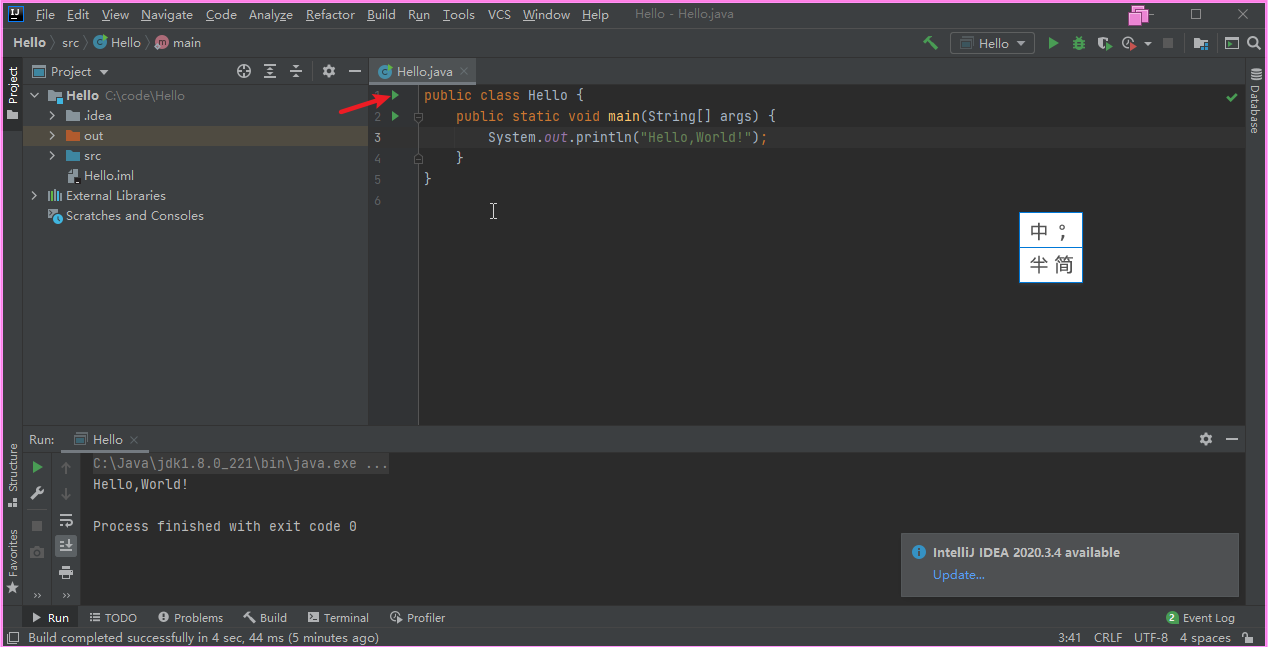 File Edit View Navigate Code Analyze Refactor Build Run Tools VCS Window Help Hello - Hello.java
Hello src Hello main Hello
Project
Project
Hello C:\code\Hello
.idea
out
src
Hello.iml
External Libraries
Scratches and Consoles
Hello.java
public class Hello {
2 public static void main(String[] args) {
3 System.out.println("Hello,World!");
4 }
5 }
6
中 ；
半 简
Database
Structure
Favorites
Run: Hello
C:\Java\jdk1.8.0_221\bin\java.exe ...
Hello,World!
Process finished with exit code 0
IntelliJ IDEA 2020.3.4 available
Update...
Run TODO Problems Build Terminal Profiler 2 Event Log
Build completed successfully in 4 sec, 44 ms (5 minutes ago) 3:41 CRLF UTF-8 4 spaces